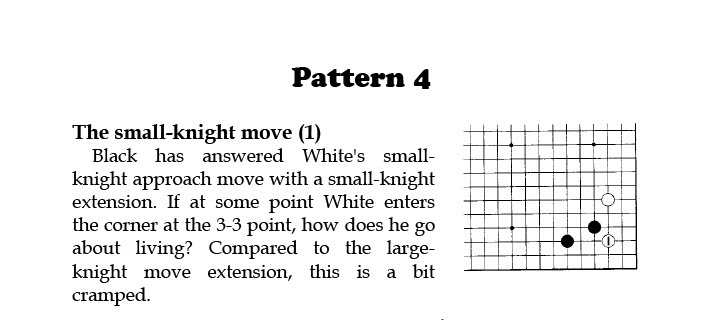 Pattern 4
The small-knight move (1)
Black has answered White's small-
knight approach move with a small-knight
extension. If at some point White enters
the corner at the 3-3 point, how does he go
about living? Compared to the large-
knight move extension, this is a bit
cramped.